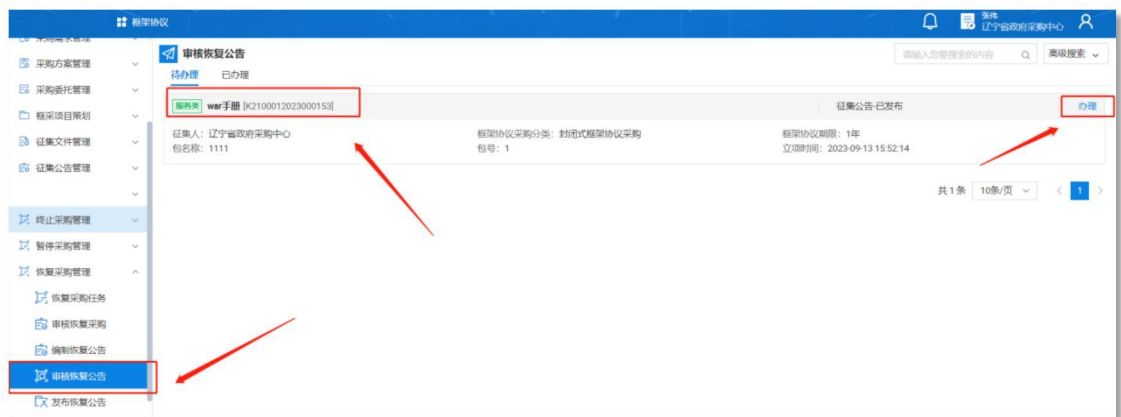 框架协议
张伟
辽宁省政府采购中心
采购需求管理
采购方案管理
采购委托管理
框采项目策划
征集文件管理
征集公告管理
终止采购管理
暂停采购管理
恢复采购管理
恢复采购任务
审核恢复采购
编制恢复公告
审核恢复公告
发布恢复公告
审核恢复公告
请输入您要搜索的内容
高级搜索
待办理 已办理
服务类 war手册 [K2100012023000153] 征集公告-已发布 办理
征集人：辽宁省政府采购中心 框架协议采购分类：封闭式框架协议采购 框架协议期限：1年
包名称：1111 包号：1 立项时间：2023-09-13 15:52:14
共 1 条 10条/页 < 1 >